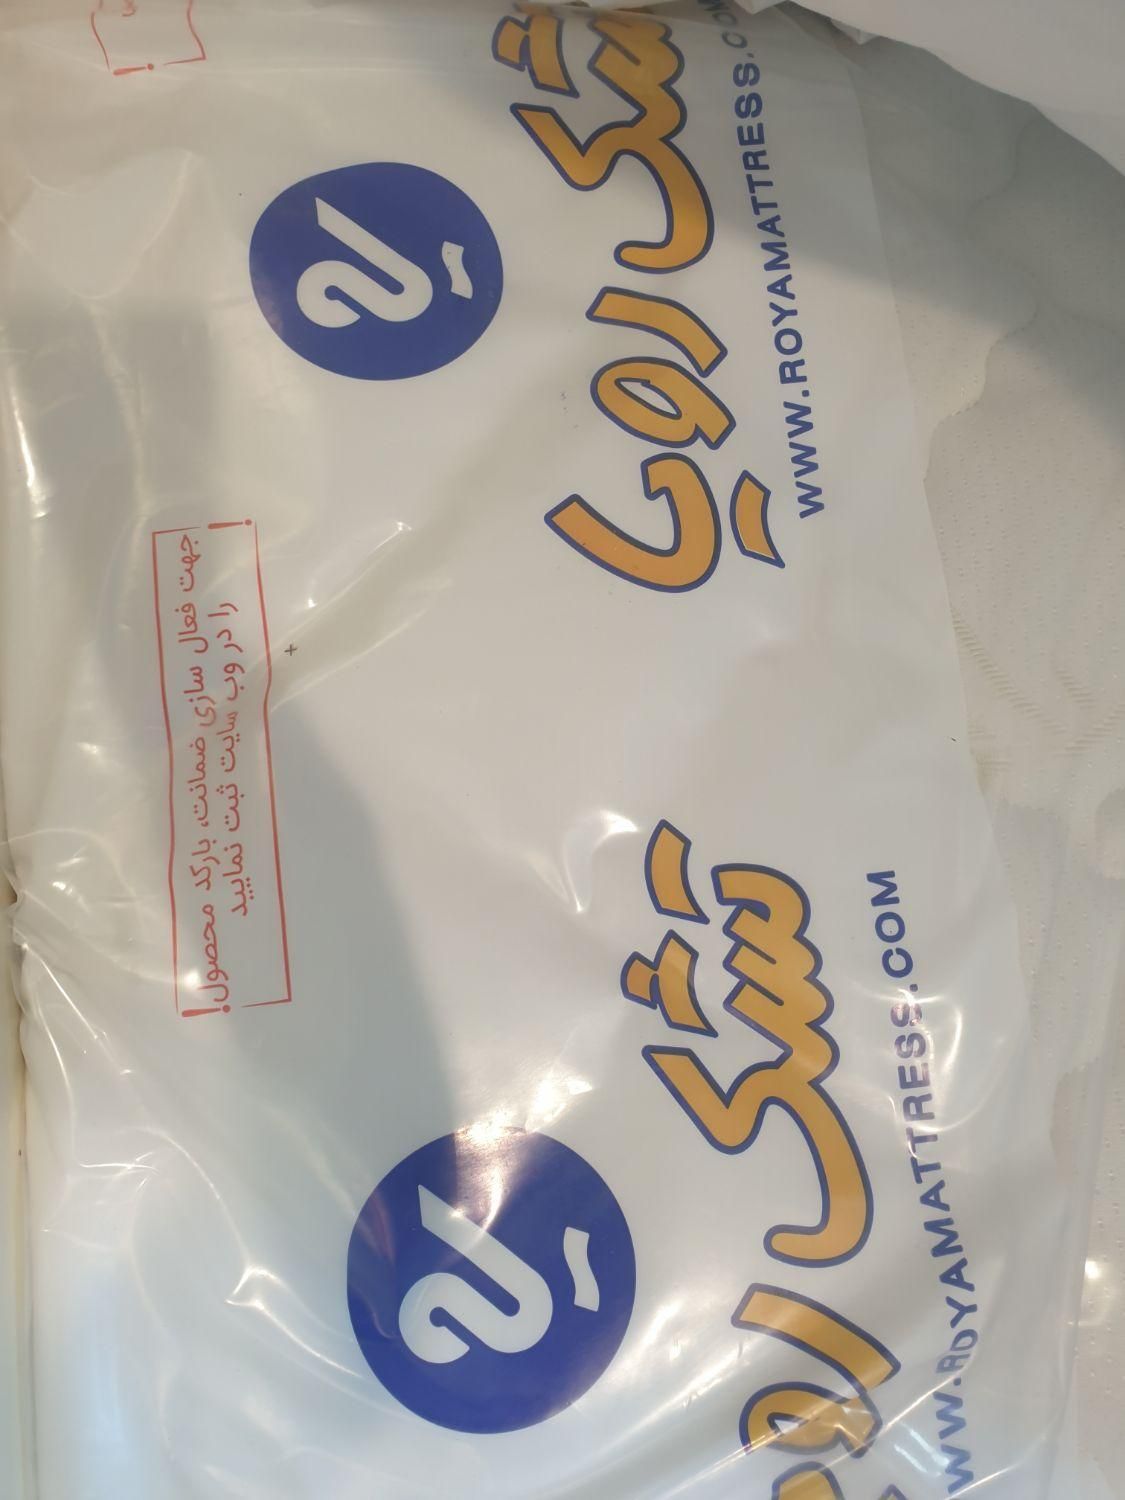 تشک رویا
WWW.ROYAMATTRESS.COM
جهت فعال سازی ضمانت، بارکد محصول
را در وب سایت ثبت نمایید
تشک رویا
WWW.ROYAMATTRESS.COM